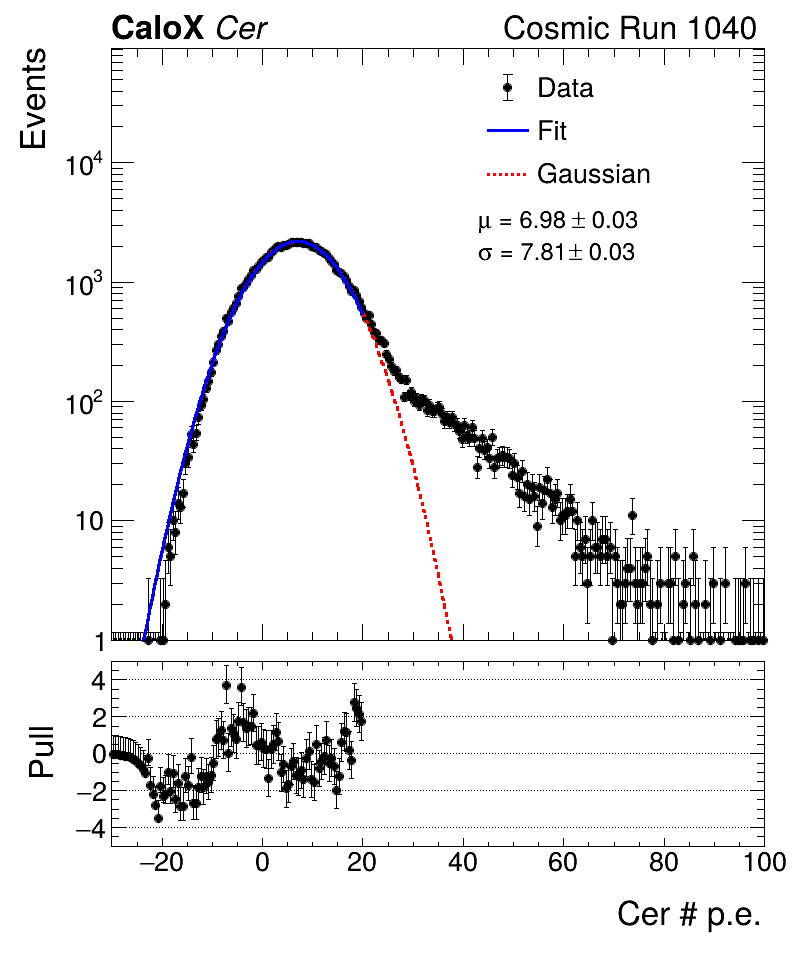 CaloX Cer Cosmic Run 1040
Events
Data
Fit
Gaussian
μ = 6.98 ± 0.03
σ = 7.81± 0.03
10⁴
10³
10²
10
1
Pull
4
2
0
−2
−4
−20 0 20 40 60 80 100
Cer # p.e.